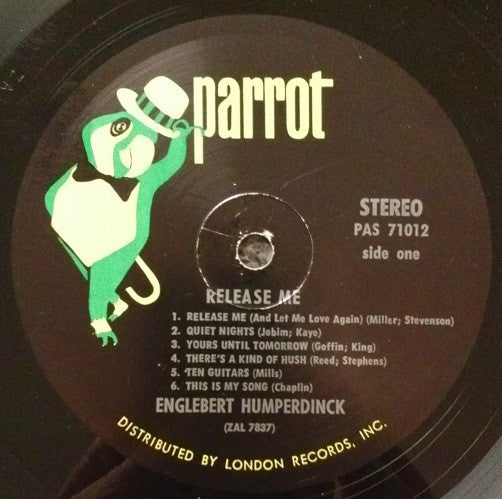 parrot
STEREO
PAS 71012
side one
RELEASE ME
1. RELEASE ME (And Let Me Love Again) (Miller; Stevenson)
2. QUIET NIGHTS (Jobim; Kaye)
3. YOURS UNTIL TOMORROW (Goffin; King)
4. THERE'S A KIND OF HUSH (Reed; Stephens)
5. TEN GUITARS (Mills)
6. THIS IS MY SONG (Chaplin)
ENGLEBERT HUMPERDINCK
(ZAL 7837)
DISTRIBUTED BY LONDON RECORDS, INC.